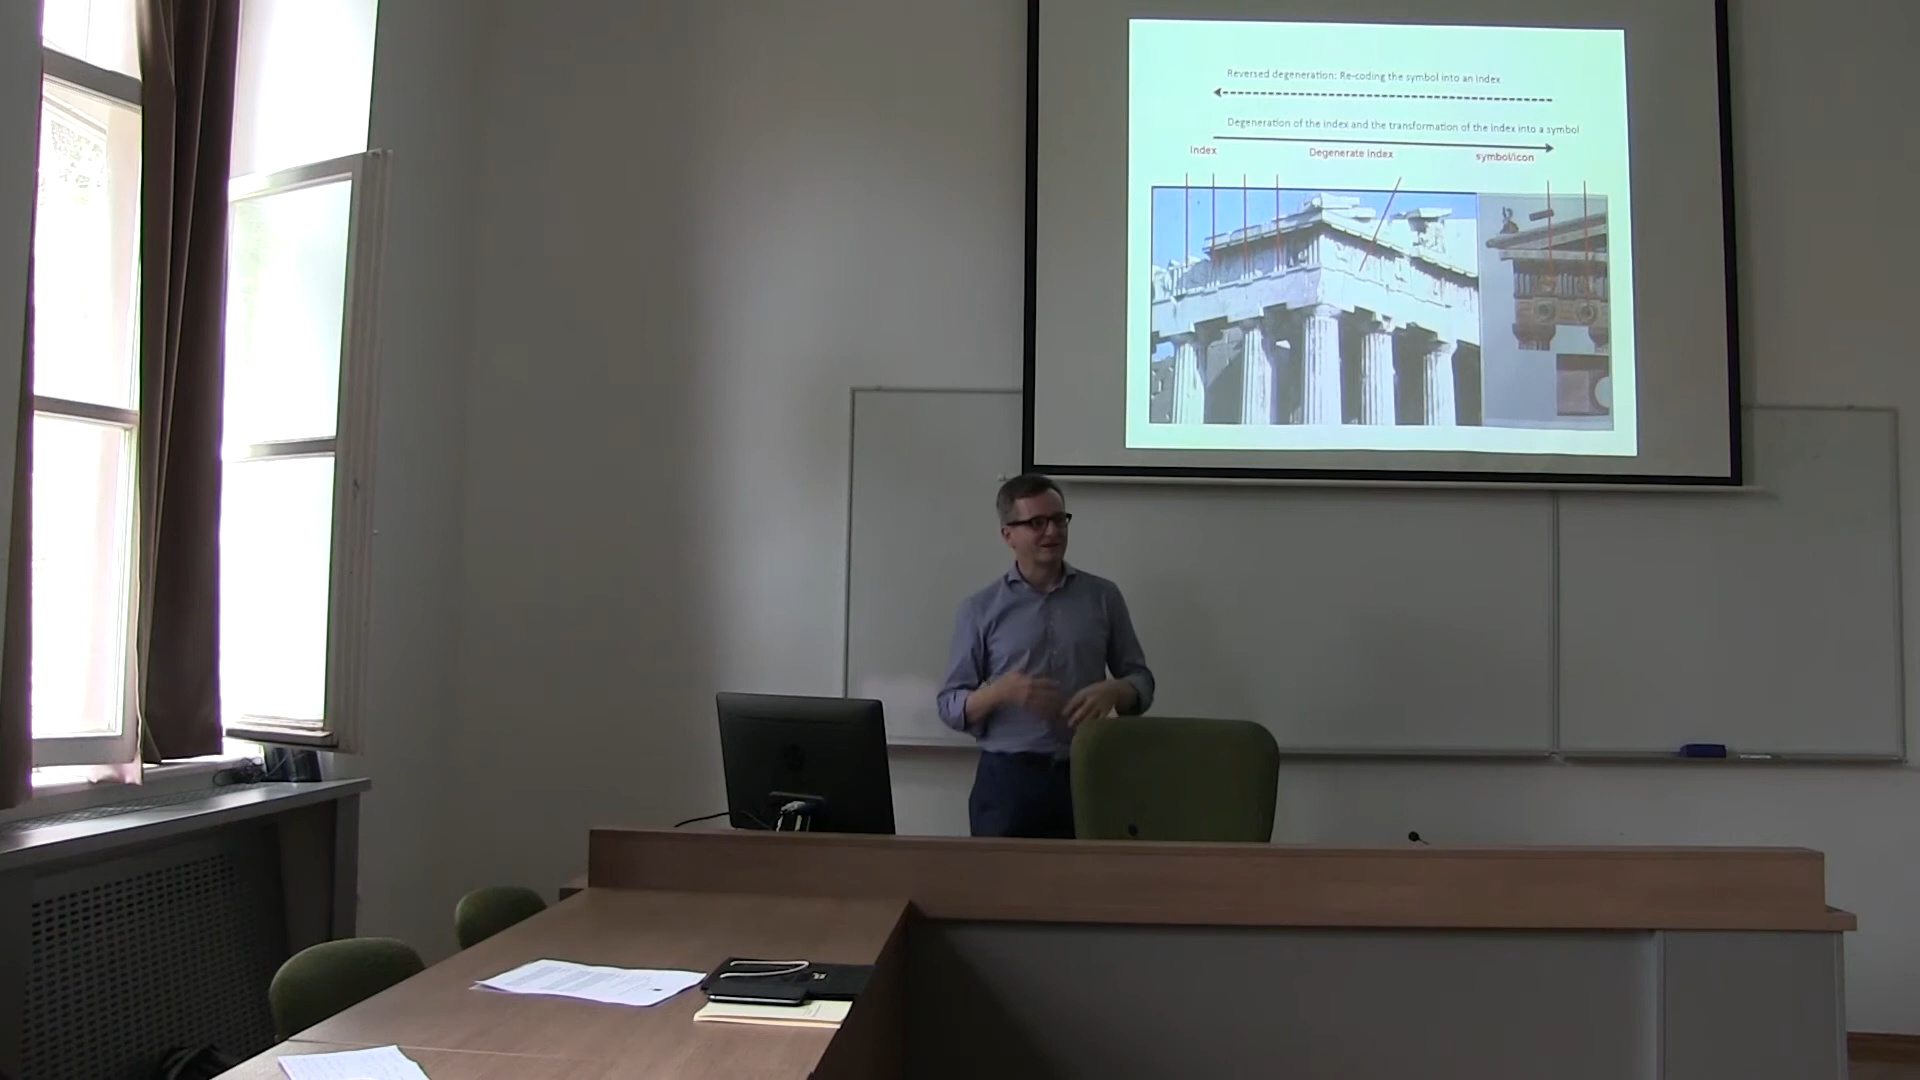 Reversed degeneration: Re-coding the symbol into an index
Degeneration of the index and the transformation of the index into a symbol
Index
Degenerate index
symbol/icon